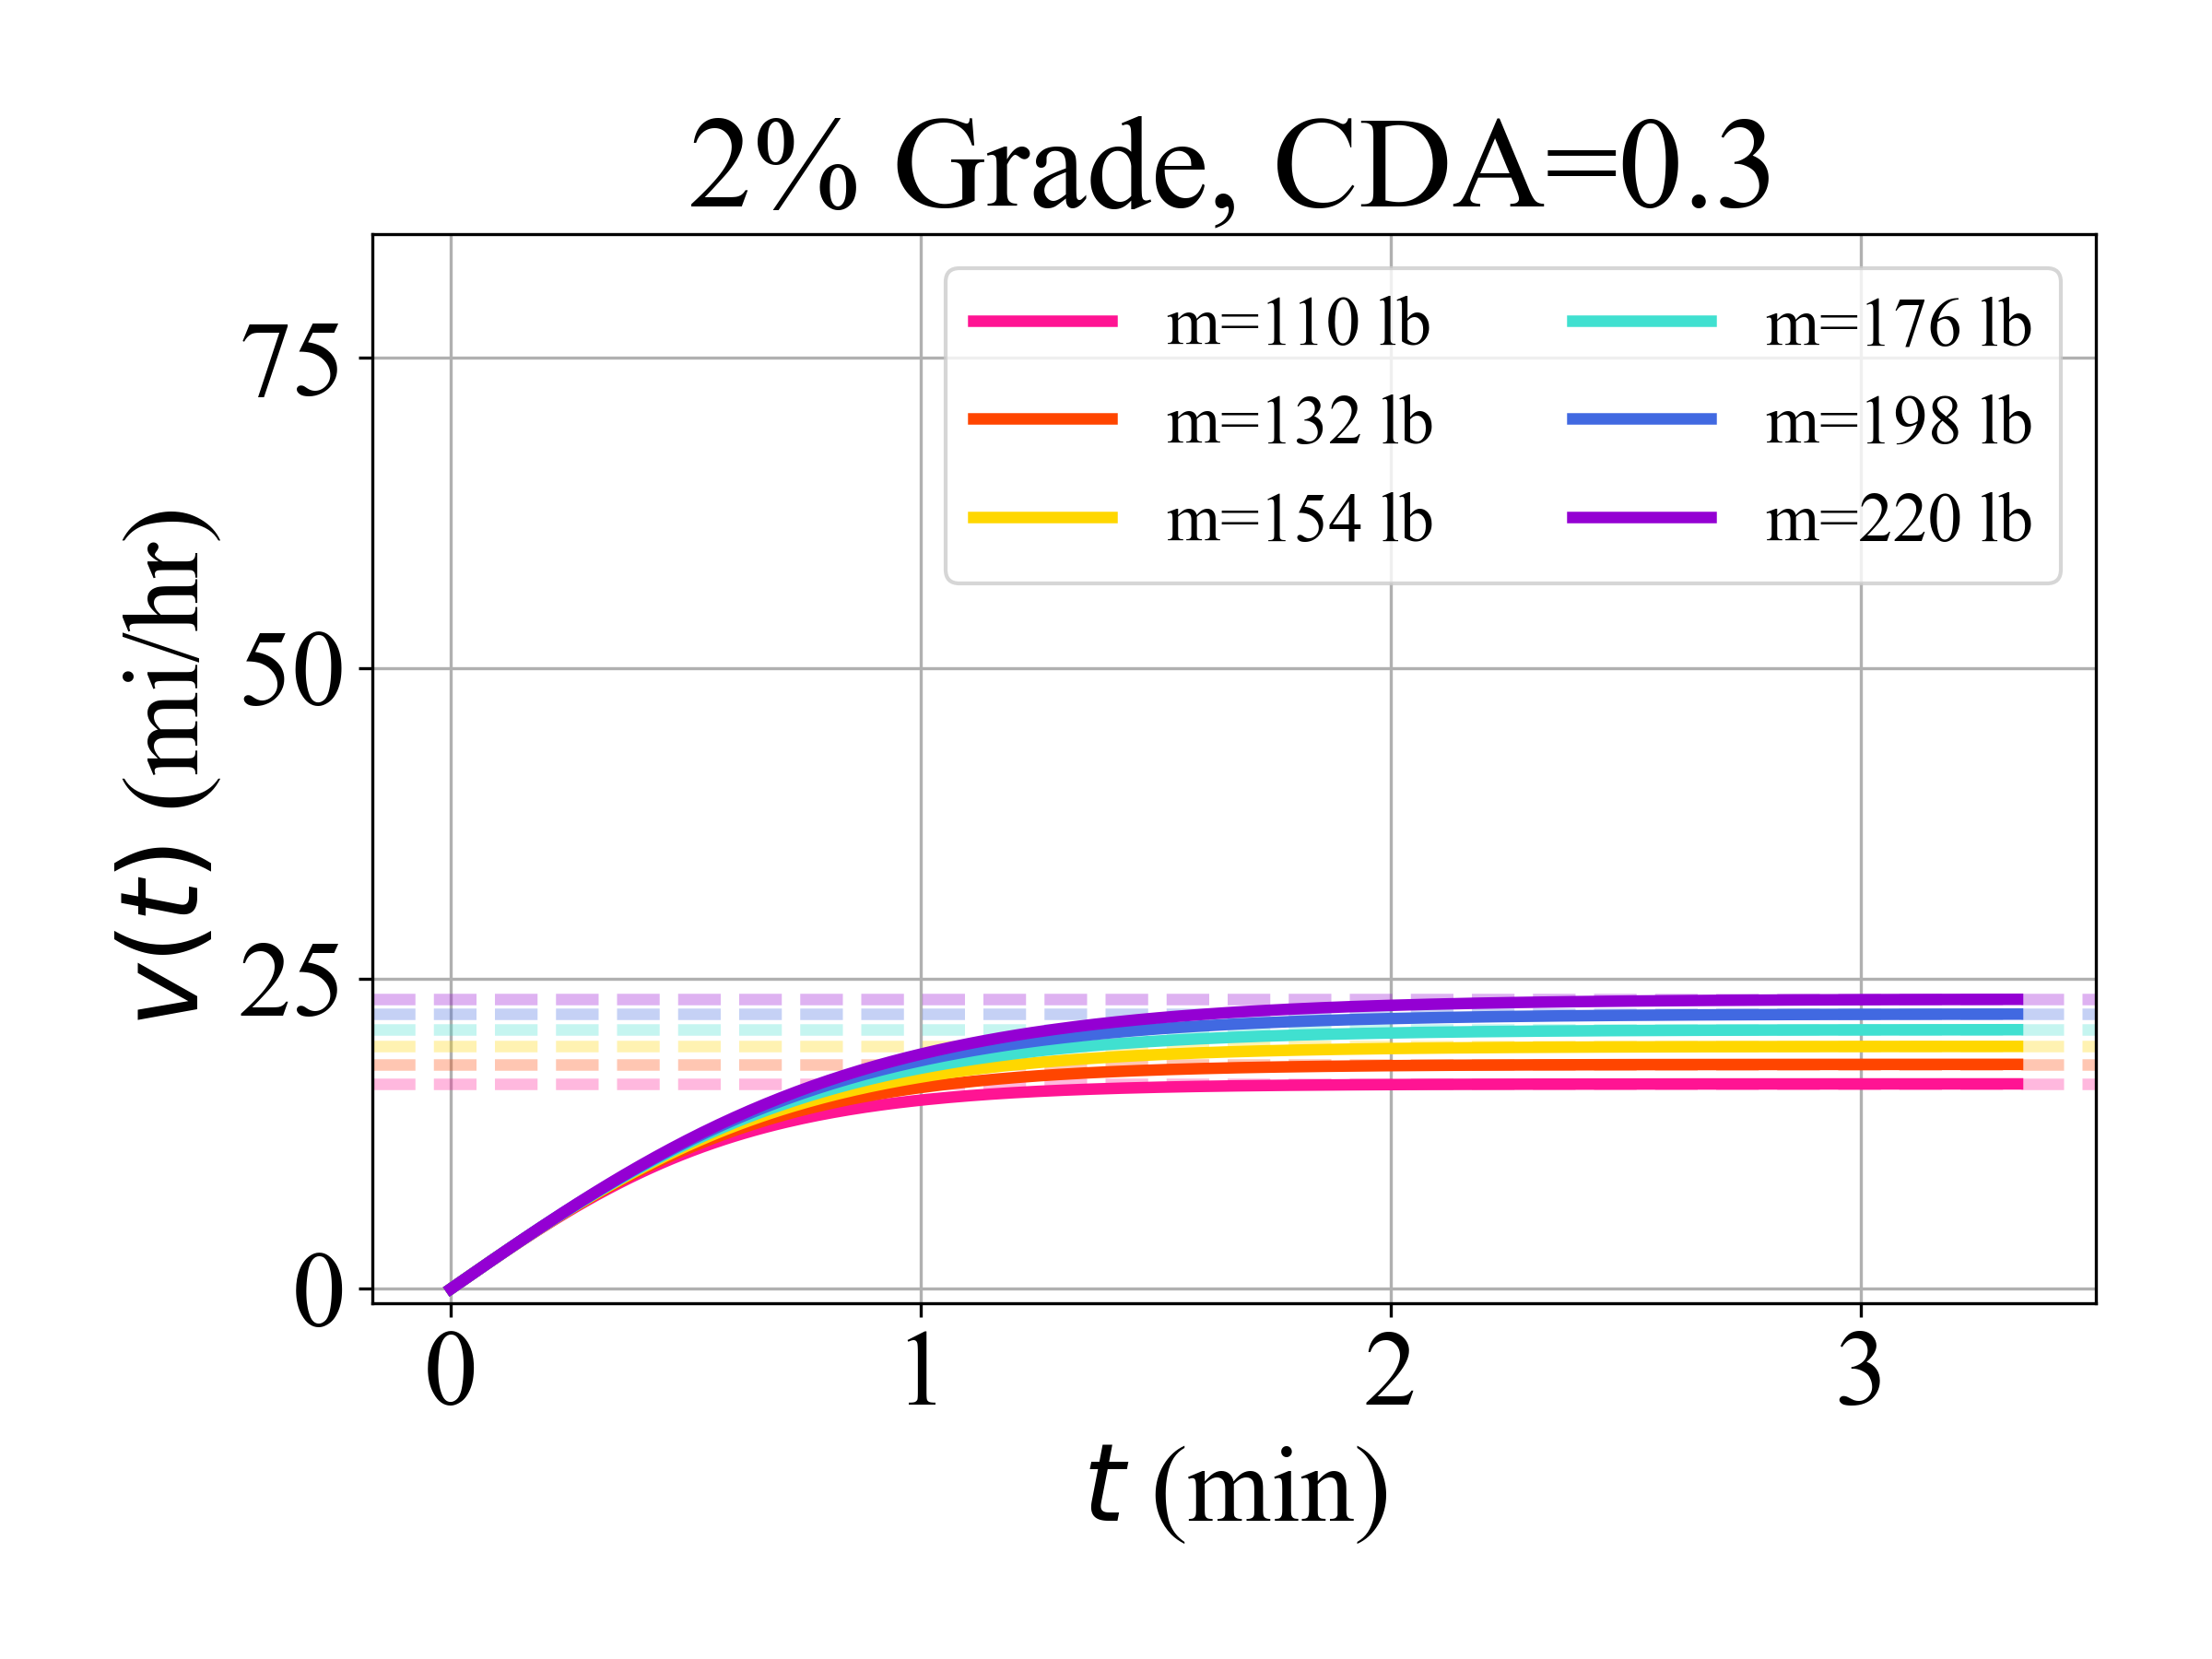 2% Grade, CDA=0.3
m=110 lb
m=132 lb
m=154 lb
m=176 lb
m=198 lb
m=220 lb
v(t) (mi/hr)
75
50
25
0
0 1 2 3
t (min)